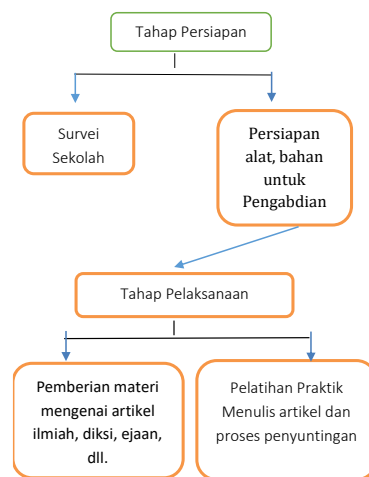 Tahap Persiapan
Survei
Sekolah
Persiapan
alat, bahan
untuk
Pengabdian
Tahap Pelaksanaan
Pemberian materi
mengenai artikel
ilmiah, diksi, ejaan,
dll.
Pelatihan Praktik
Menulis artikel dan
proses penyuntingan